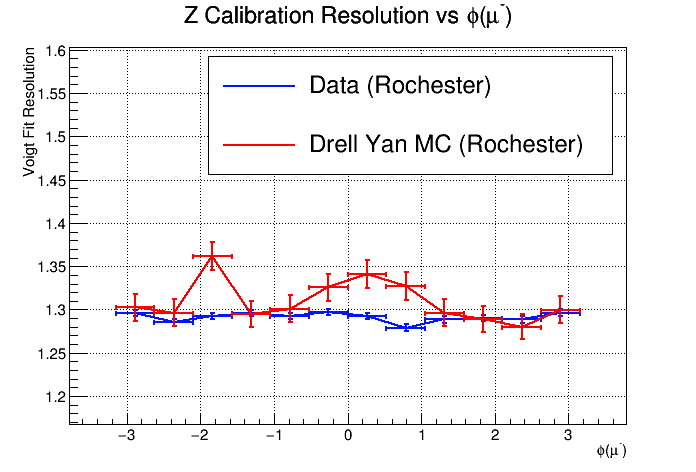 Z Calibration Resolution vs ϕ(μ⁻)
Voigt Fit Resolution
1.6
1.55
1.5
1.45
1.4
1.35
1.3
1.25
1.2
Data (Rochester)
Drell Yan MC (Rochester)
−3 −2 −1 0 1 2 3
ϕ(μ⁻)